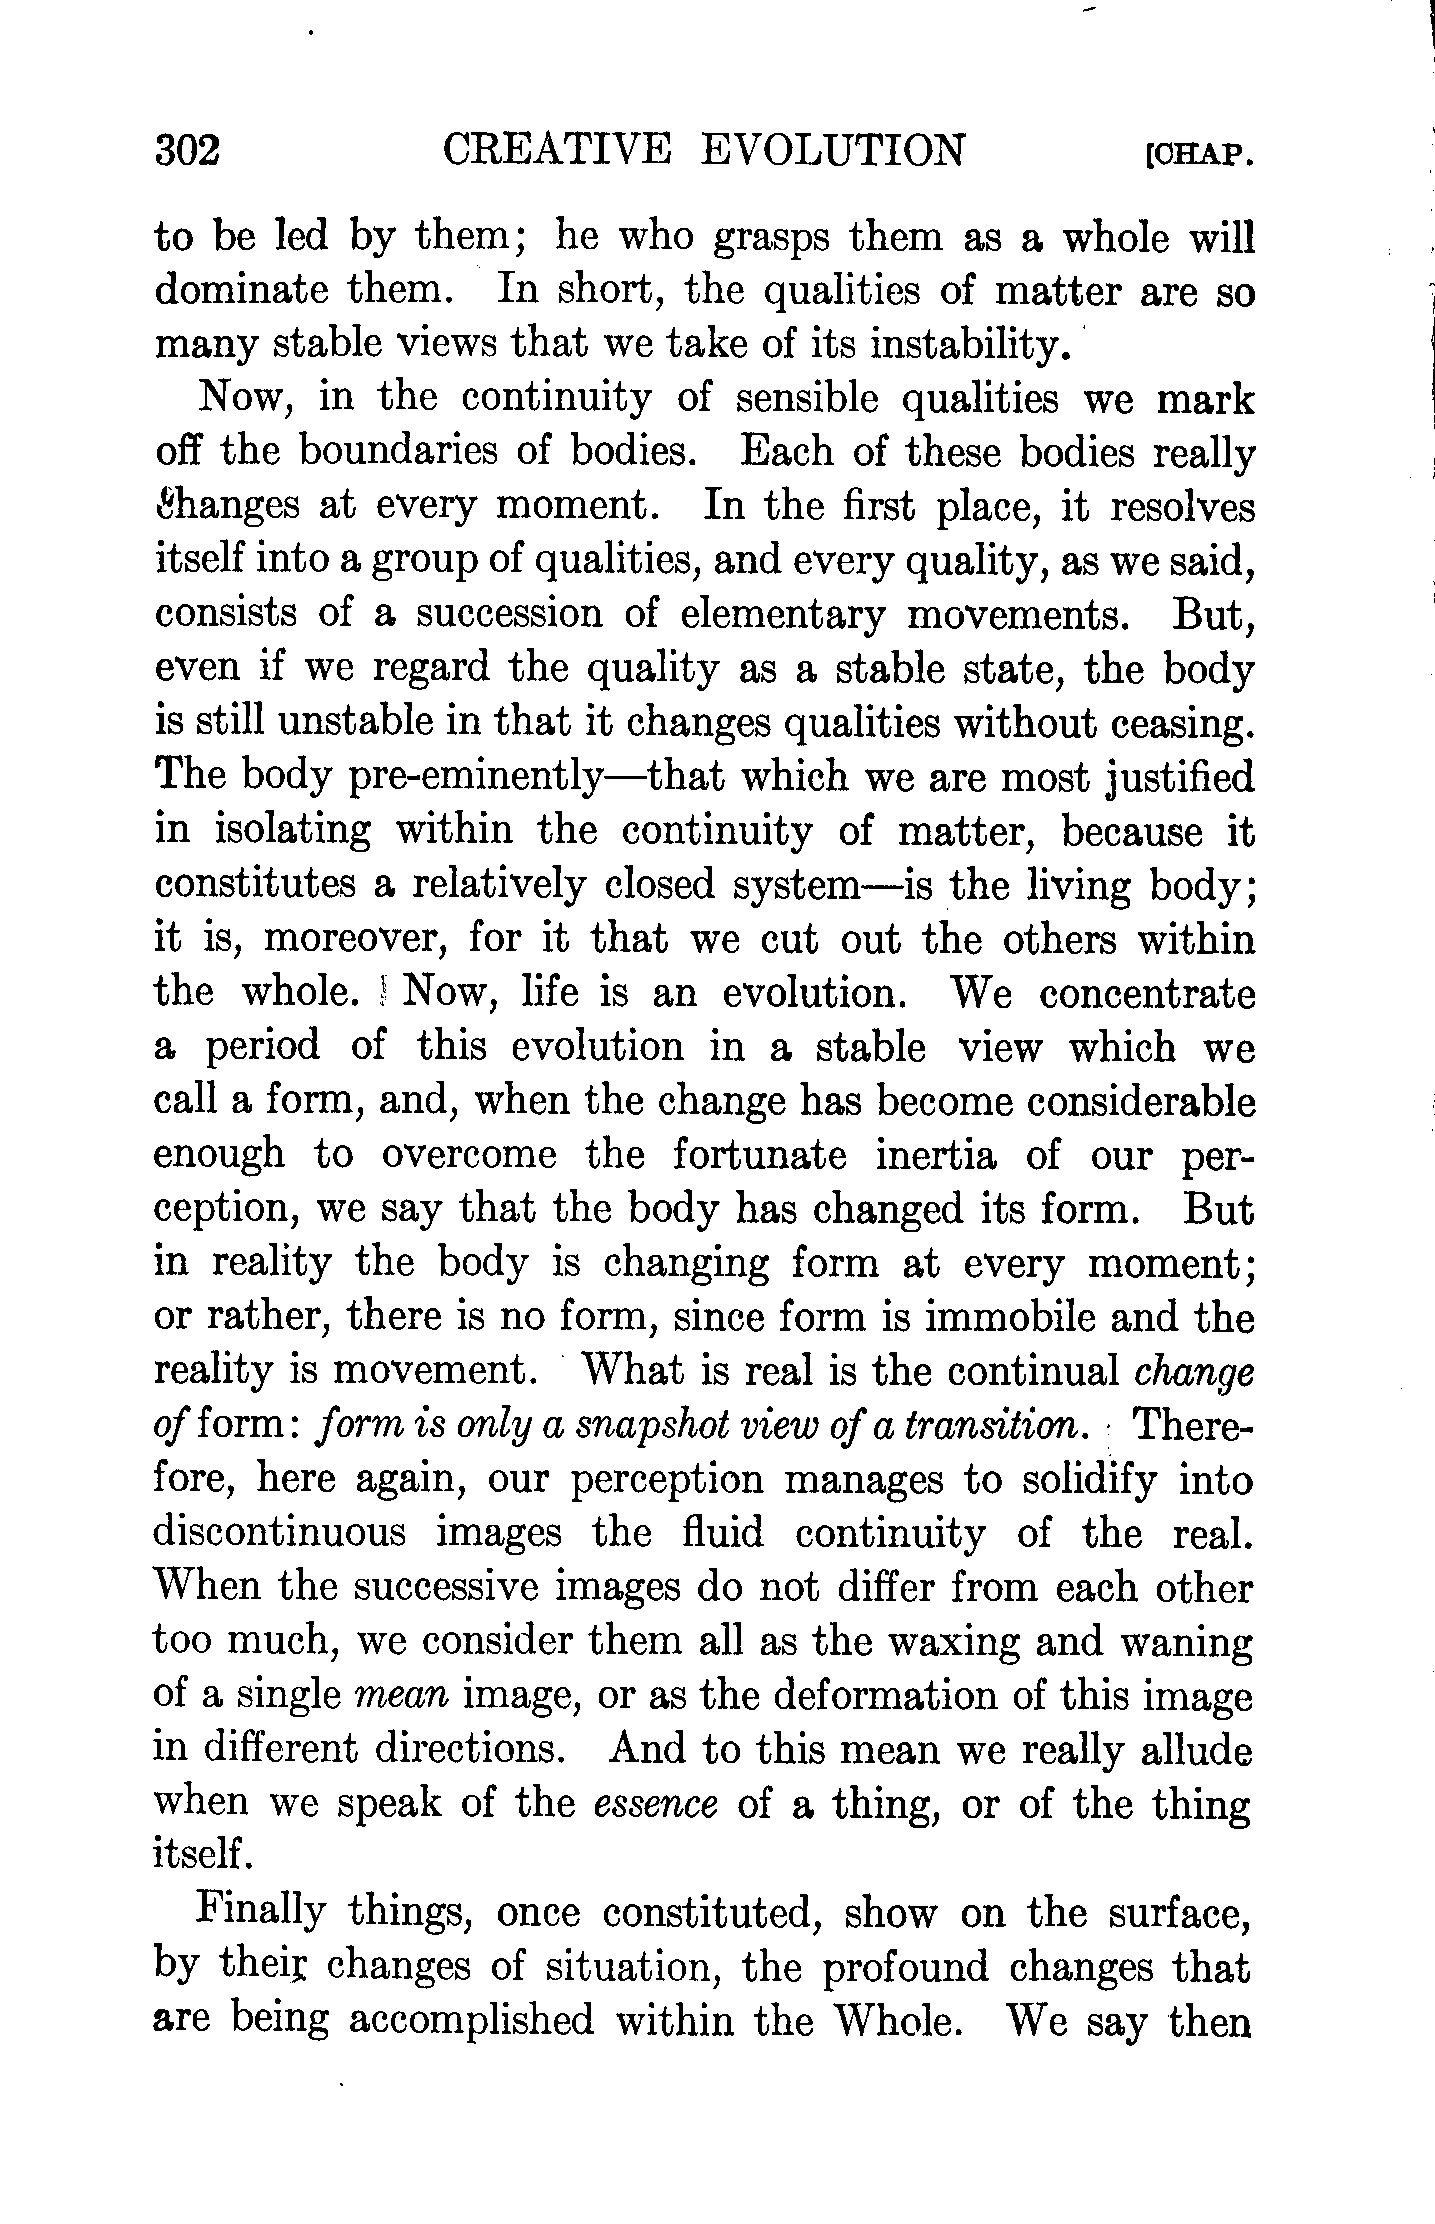 302 CREATIVE EVOLUTION [CHAP.
to be led by them; he who grasps them as a whole will
dominate them. In short, the qualities of matter are so
many stable views that we take of its instability.
Now, in the continuity of sensible qualities we mark
off the boundaries of bodies. Each of these bodies really
changes at every moment. In the first place, it resolves
itself into a group of qualities, and every quality, as we said,
consists of a succession of elementary movements. But,
even if we regard the quality as a stable state, the body
is still unstable in that it changes qualities without ceasing.
The body pre-eminently—that which we are most justified
in isolating within the continuity of matter, because it
constitutes a relatively closed system—is the living body;
it is, moreover, for it that we cut out the others within
the whole. Now, life is an evolution. We concentrate
a period of this evolution in a stable view which we
call a form, and, when the change has become considerable
enough to overcome the fortunate inertia of our per-
ception, we say that the body has changed its form. But
in reality the body is changing form at every moment;
or rather, there is no form, since form is immobile and the
reality is movement. What is real is the continual change
of form: form is only a snapshot view of a transition. There-
fore, here again, our perception manages to solidify into
discontinuous images the fluid continuity of the real.
When the successive images do not differ from each other
too much, we consider them all as the waxing and waning
of a single mean image, or as the deformation of this image
in different directions. And to this mean we really allude
when we speak of the essence of a thing, or of the thing
itself.
Finally things, once constituted, show on the surface,
by their changes of situation, the profound changes that
are being accomplished within the Whole. We say then